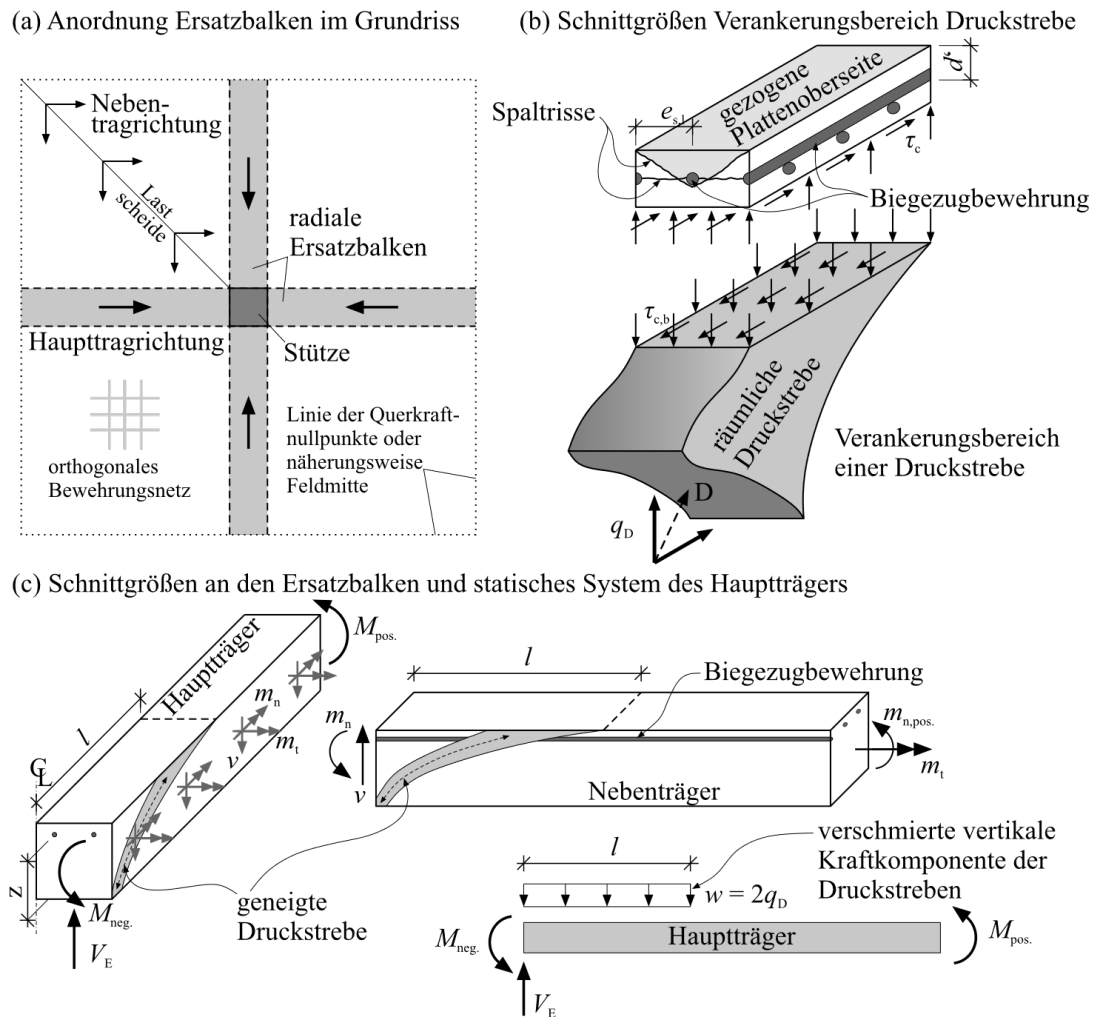 (a) Anordnung Ersatzbalken im Grundriss
Neben-
tragrichtung
Last
scheide
radiale
Ersatzbalken
Haupttragrichtung
Stütze
orthogonales
Bewehrungsnetz
Linie der Querkraft-
nullpunkte oder
näherungsweise
Feldmitte
(b) Schnittgrößen Verankerungsbereich Druckstrebe
d'
gezogene
Plattenoberseite
e_s,l
Spaltrisse
τ_c
Biegezugbewehrung
τ_c,b
räumliche
Druckstrebe
Verankerungsbereich
einer Druckstrebe
D
q_D
(c) Schnittgrößen an den Ersatzbalken und statisches System des Hauptträgers
M_pos.
Hauptträger
l
m_n
m_t
v
℄
z
M_neg.
V_E
geneigte
Druckstrebe
l
Biegezugbewehrung
m_n
v
m_n,pos.
m_t
Nebenträger
verschmierte vertikale
Kraftkomponente der
Druckstreben
l
w = 2q_D
M_neg.
Hauptträger
M_pos.
V_E